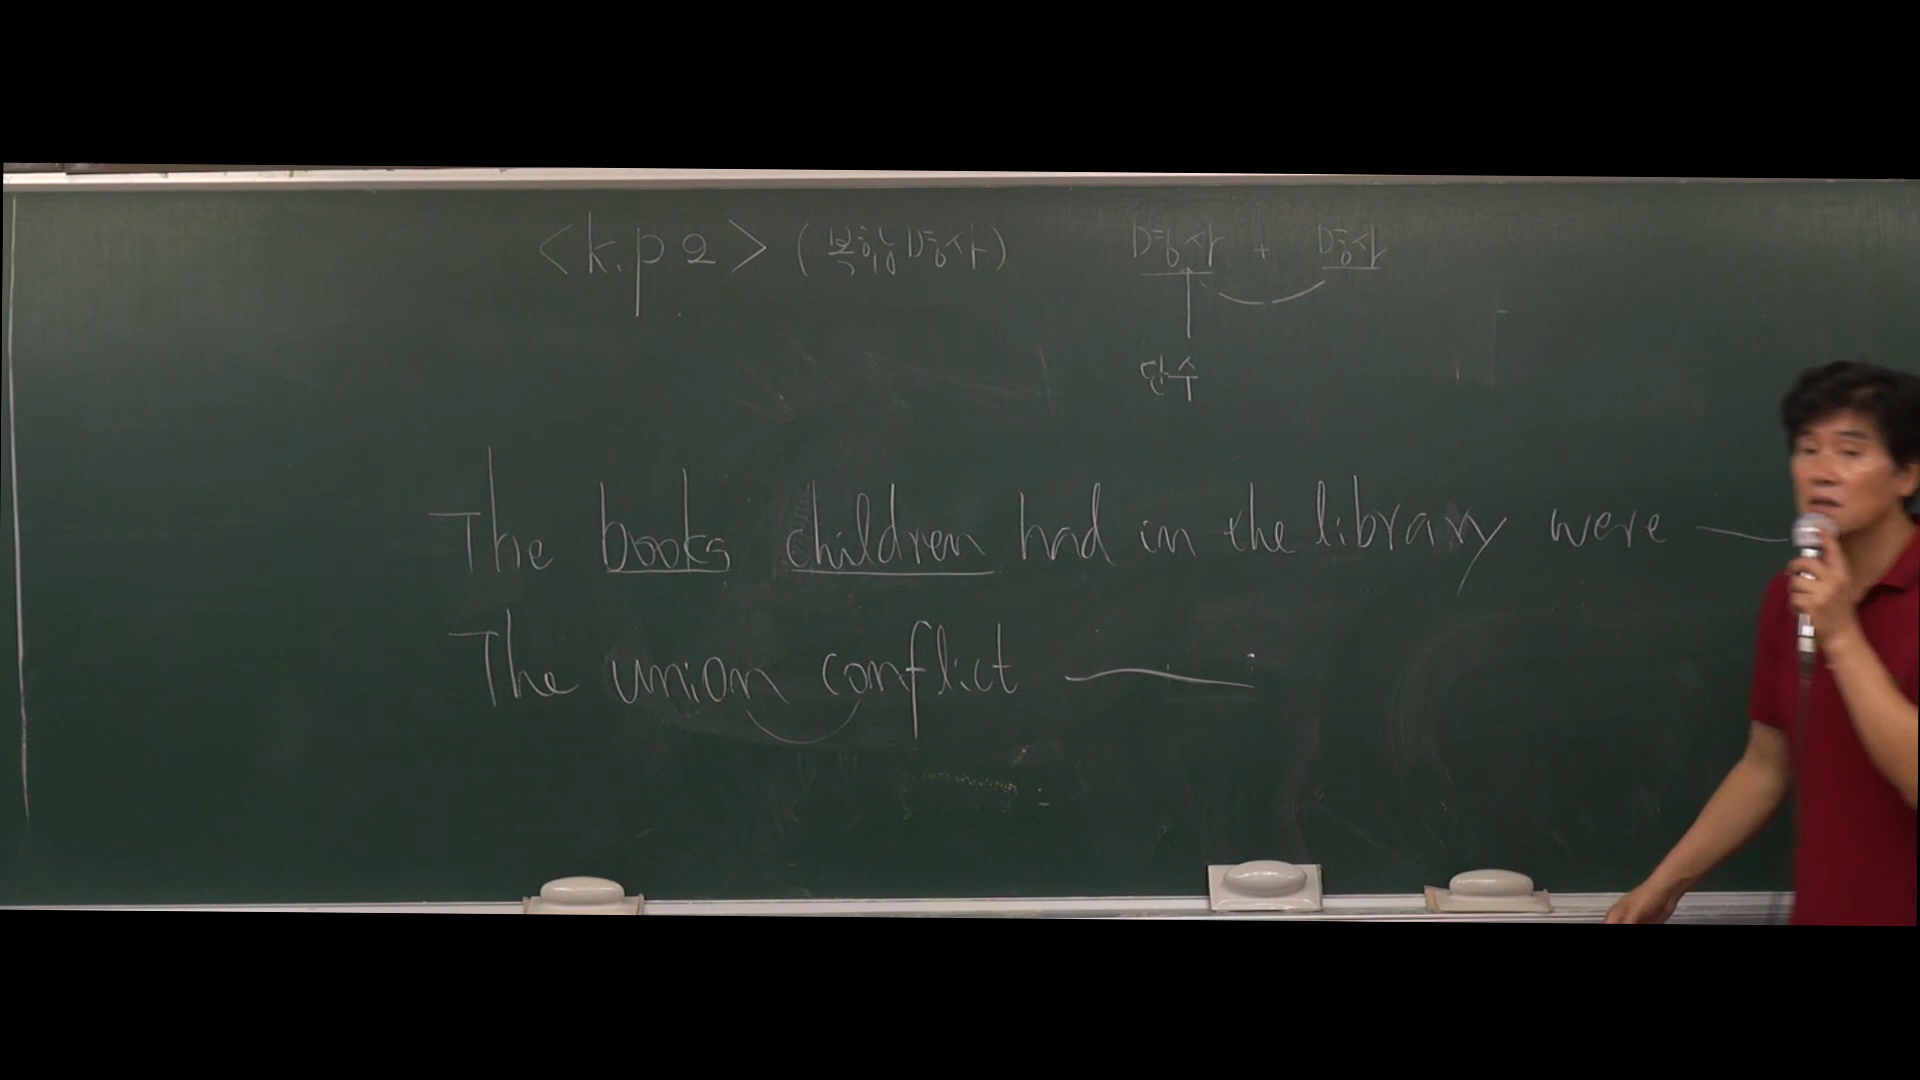 <k.p 2> (복합명사) 명사 + 명사
단수
The books children had in the library were
The union conflict